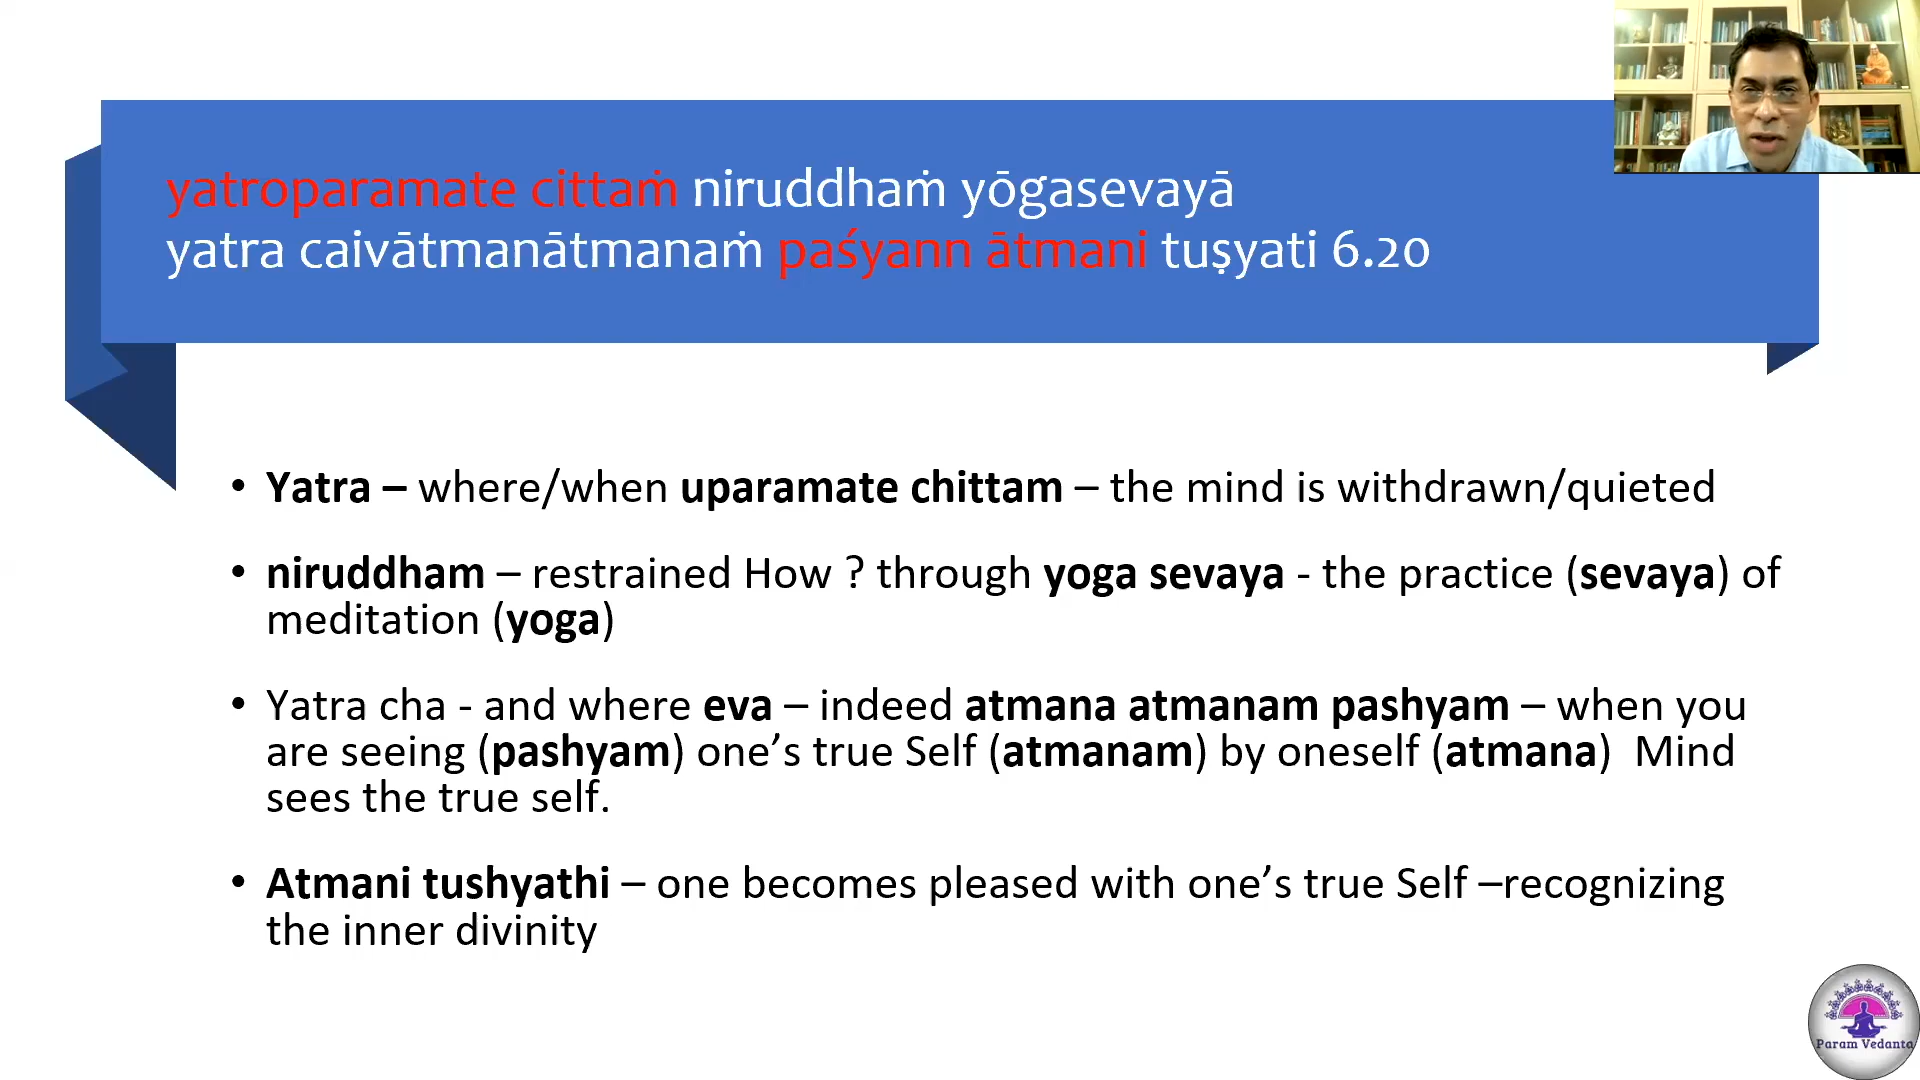 yatroparamate cittaṁ niruddhaṁ yōgasevayā
yatra caivātmanātmanaṁ paśyann ātmani tuṣyati 6.20
• Yatra – where/when uparamate chittam – the mind is withdrawn/quieted
• niruddham – restrained How ? through yoga sevaya - the practice (sevaya) of
meditation (yoga)
• Yatra cha - and where eva – indeed atmana atmanam pashyam – when you
are seeing (pashyam) one’s true Self (atmanam) by oneself (atmana)  Mind
sees the true self.
• Atmani tushyathi – one becomes pleased with one’s true Self –recognizing
the inner divinity
Param Vedanta